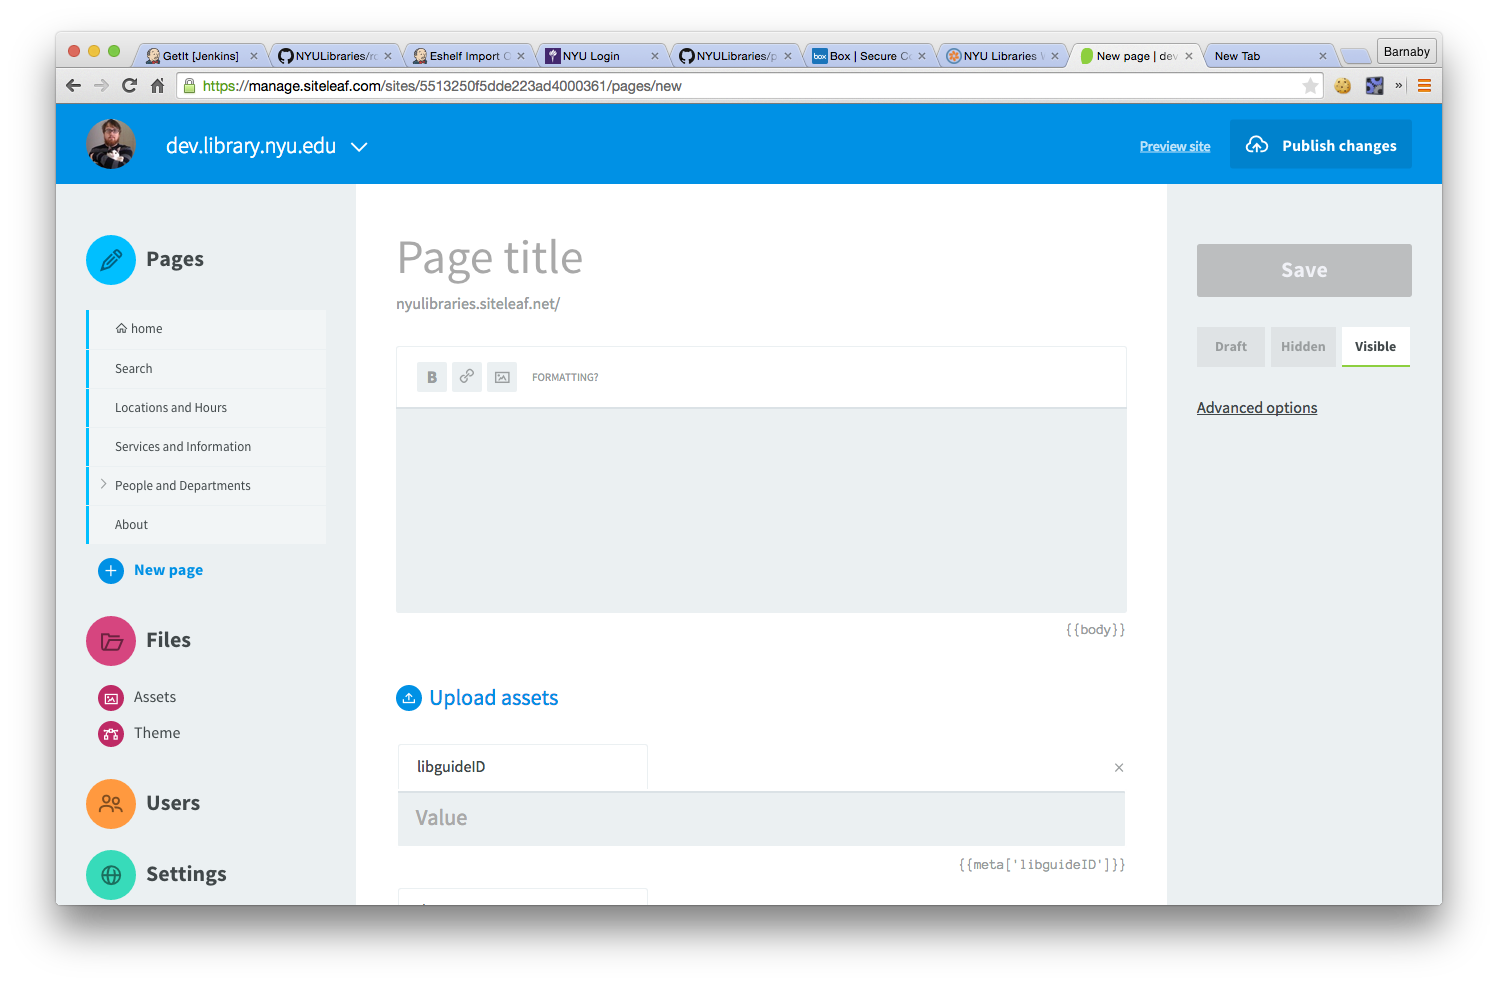 GetIt [Jenkins]
NYULibraries/ro
Eshelf Import C
NYU Login
NYULibraries/p
box Box | Secure Co
NYU Libraries
New page | dev
New Tab
Barnaby
https://manage.siteleaf.com/sites/5513250f5dde223ad4000361/pages/new
»
dev.library.nyu.edu
Preview site
Publish changes
Pages
home
Search
Locations and Hours
Services and Information
People and Departments
About
New page
Files
Assets
Theme
Users
Settings
Page title
nyulibraries.siteleaf.net/
B
FORMATTING?
{{body}}
Upload assets
libguideID
Value
{{meta['libguideID']}}
Save
Draft
Hidden
Visible
Advanced options